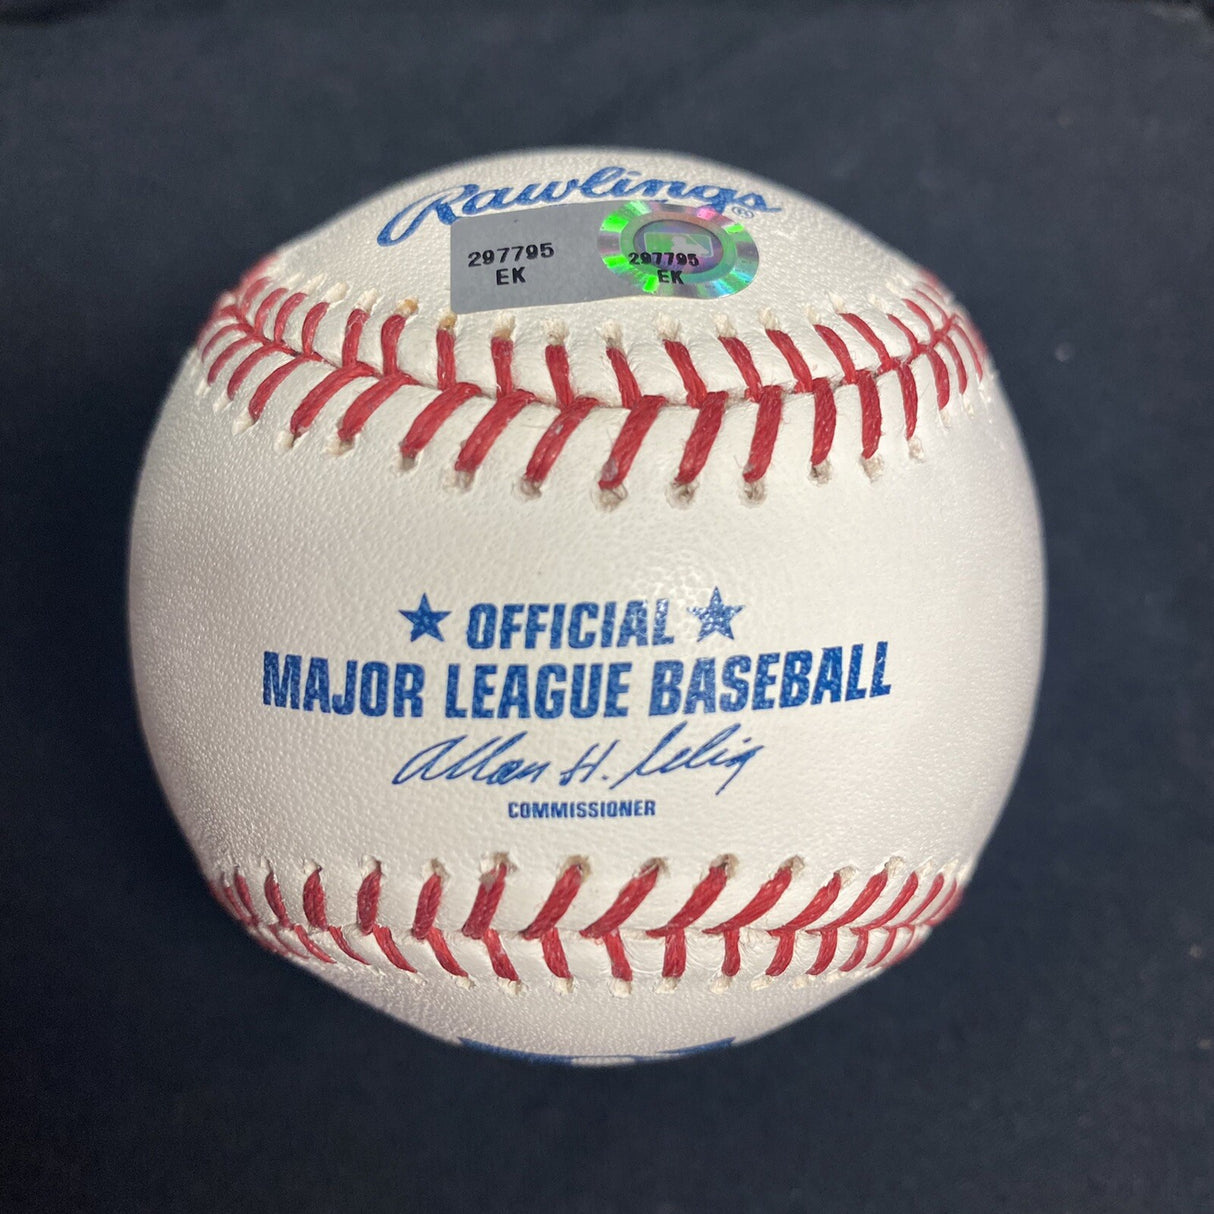 Rawlings®
297795
EK
297795
EK
★ OFFICIAL ★
MAJOR LEAGUE BASEBALL
Allan H. Selig
COMMISSIONER